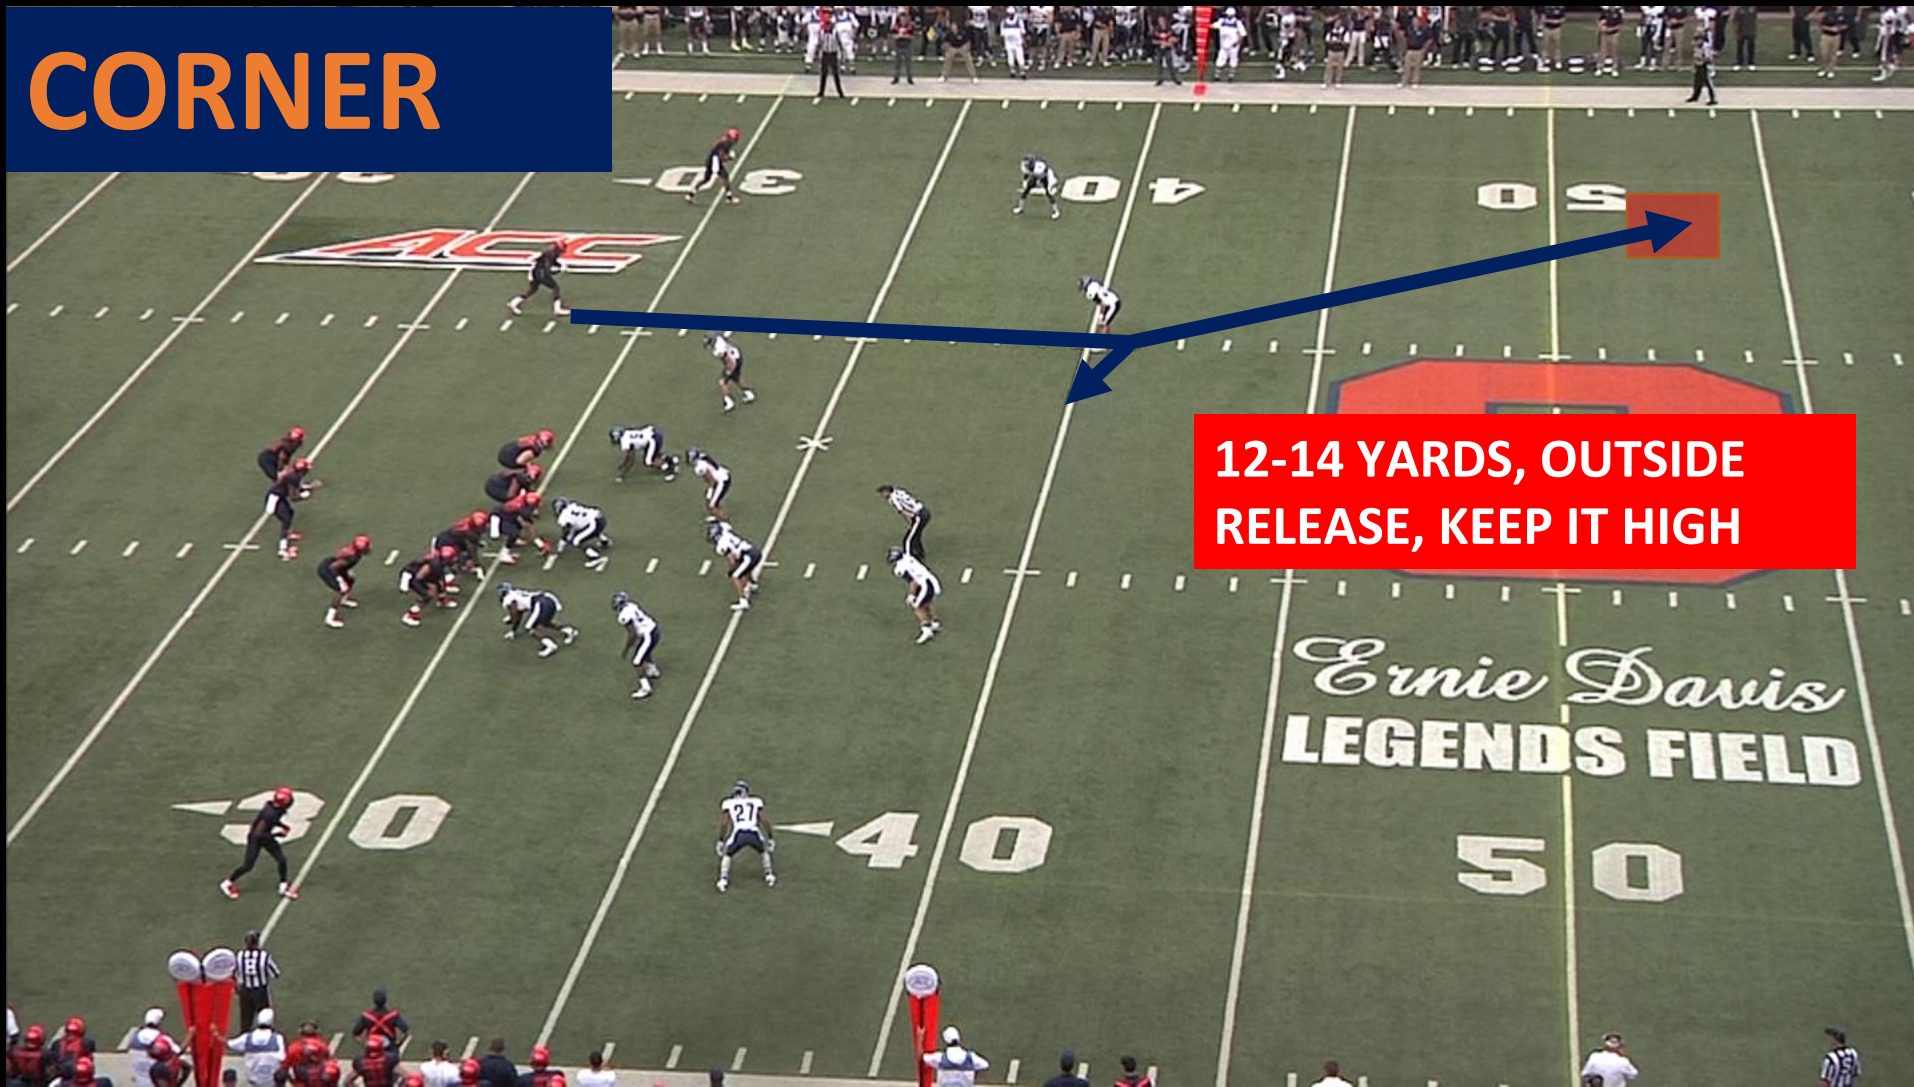 CORNER
30
30
40
50
ACC
12-14 YARDS, OUTSIDE
RELEASE, KEEP IT HIGH
Ernie Davis
LEGENDS FIELD
27
30
40
50